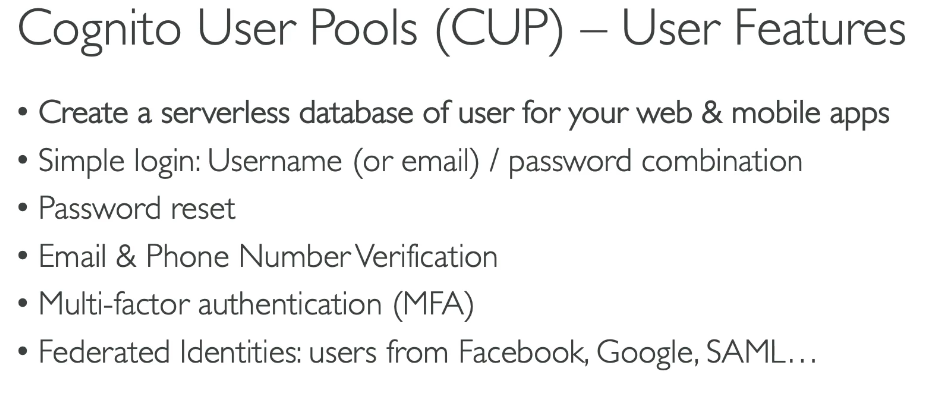 Cognito User Pools (CUP) – User Features
• Create a serverless database of user for your web & mobile apps
• Simple login: Username (or email) / password combination
• Password reset
• Email & Phone Number Verification
• Multi-factor authentication (MFA)
• Federated Identities: users from Facebook, Google, SAML…